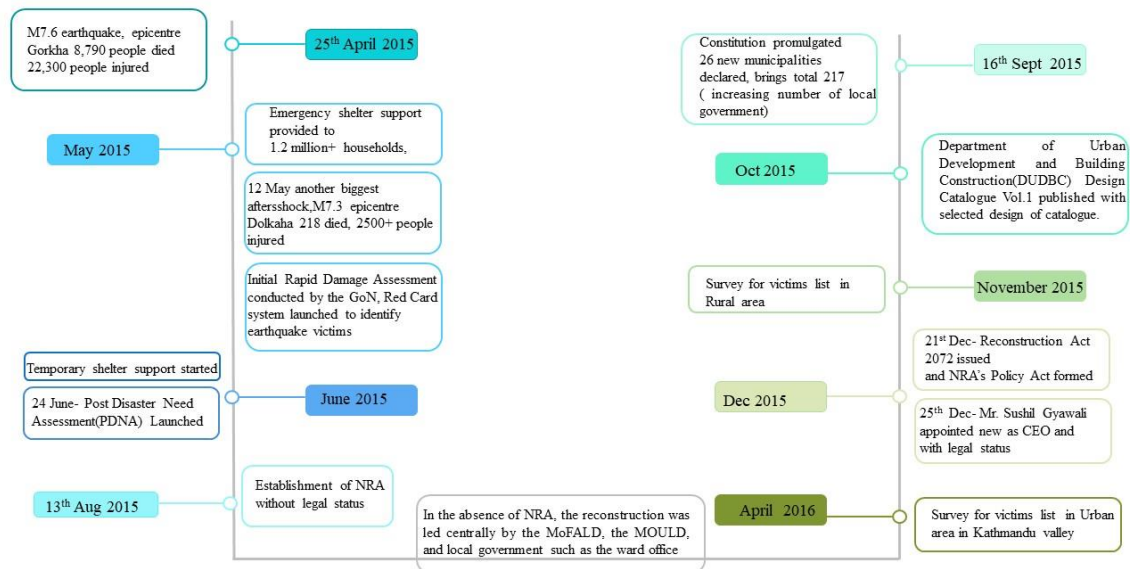 M7.6 earthquake, epicentre
Gorkha 8,790 people died
22,300 people injured
25th April 2015
May 2015
Emergency shelter support
provided to
1.2 million+ households,
12 May another biggest
aftersshock,M7.3 epicentre
Dolkaha 218 died, 2500+ people
injured
Initial Rapid Damage Assessment
conducted by the GoN, Red Card
system launched to identify
earthquake victims
Temporary shelter support started
24 June- Post Disaster Need
Assessment(PDNA) Launched
June 2015
13th Aug 2015
Establishment of NRA
without legal status
In the absence of NRA, the reconstruction was
led centrally by the MoFALD, the MOULD,
and local government such as the ward office
Constitution promulgated
26 new municipalities
declared, brings total 217
( increasing number of local
government)
16th Sept 2015
Oct 2015
Department of Urban
Development and Building
Construction(DUDBC) Design
Catalogue Vol.1 published with
selected design of catalogue.
Survey for victims list in
Rural area
November 2015
Dec 2015
21st Dec- Reconstruction Act
2072 issued
and NRA's Policy Act formed
25th Dec- Mr. Sushil Gyawali
appointed new as CEO and
with legal status
April 2016
Survey for victims list in Urban
area in Kathmandu valley